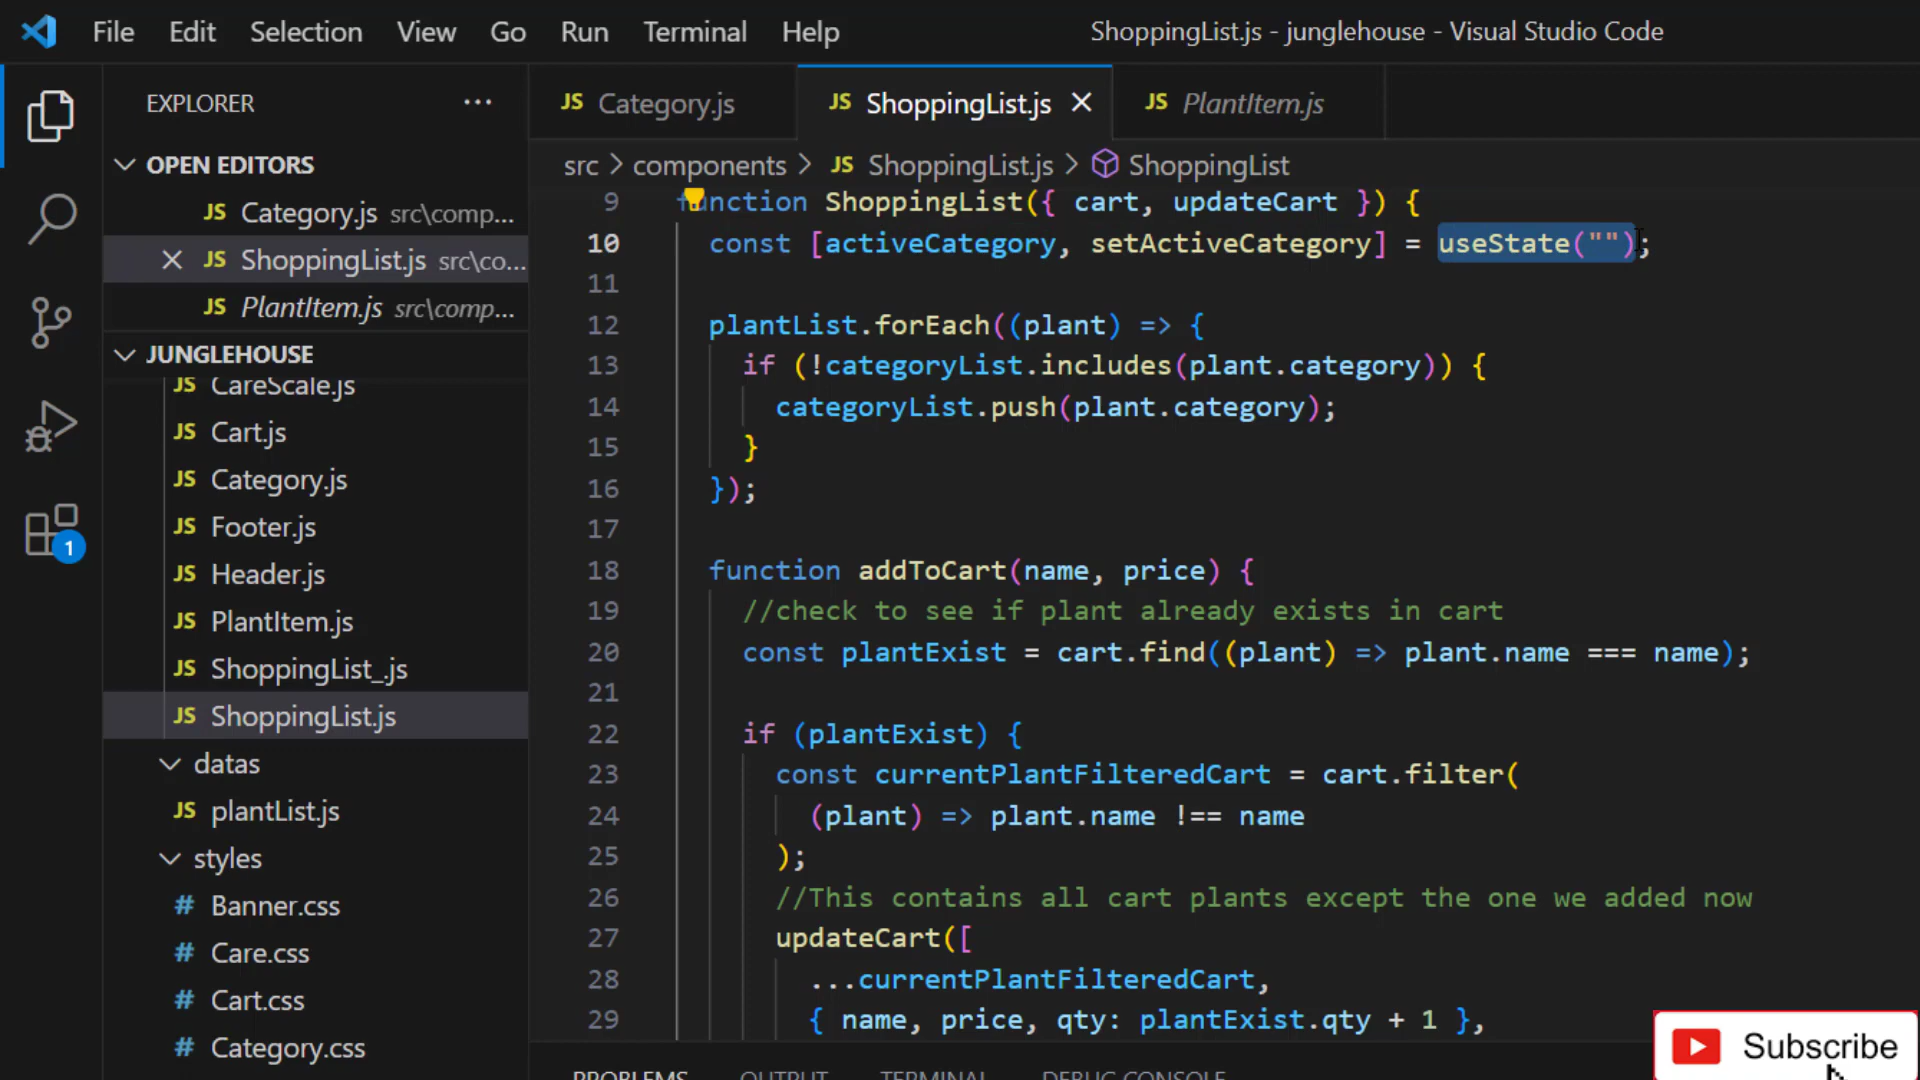 File Edit Selection View Go Run Terminal Help ShoppingList.js - junglehouse - Visual Studio Code
EXPLORER ···
JS Category.js JS ShoppingList.js JS PlantItem.js
OPEN EDITORS
src > components > JS ShoppingList.js > ShoppingList
JS Category.js src\comp...
JS ShoppingList.js src\co...
JS PlantItem.js src\comp...
JUNGLEHOUSE
JS CareScale.js
JS Cart.js
JS Category.js
JS Footer.js
JS Header.js
JS PlantItem.js
JS ShoppingList_.js
JS ShoppingList.js
datas
JS plantList.js
styles
# Banner.css
# Care.css
# Cart.css
# Category.css
1
9 function ShoppingList({ cart, updateCart }) {
10 const [activeCategory, setActiveCategory] = useState("");
11
12 plantList.forEach((plant) => {
13 if (!categoryList.includes(plant.category)) {
14 categoryList.push(plant.category);
15 }
16 });
17
18 function addToCart(name, price) {
19 //check to see if plant already exists in cart
20 const plantExist = cart.find((plant) => plant.name === name);
21
22 if (plantExist) {
23 const currentPlantFilteredCart = cart.filter(
24 (plant) => plant.name !== name
25 );
26 //This contains all cart plants except the one we added now
27 updateCart([
28 ...currentPlantFilteredCart,
29 { name, price, qty: plantExist.qty + 1 },
PROBLEMS OUTPUT TERMINAL DEBUG CONSOLE
Subscribe